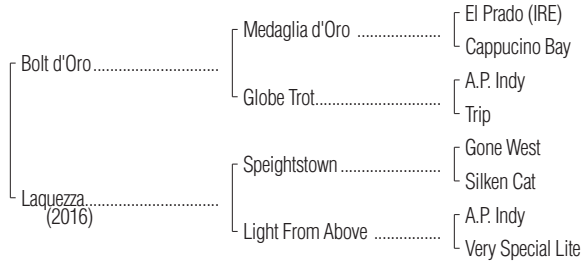 El Prado (IRE)
Medaglia d'Oro ....................
Cappucino Bay
Bolt d'Oro..............................
A.P. Indy
Globe Trot..............................
Trip
Gone West
Speightstown ........................
Silken Cat
Laquezza................................
(2016)
A.P. Indy
Light From Above ................
Very Special Lite